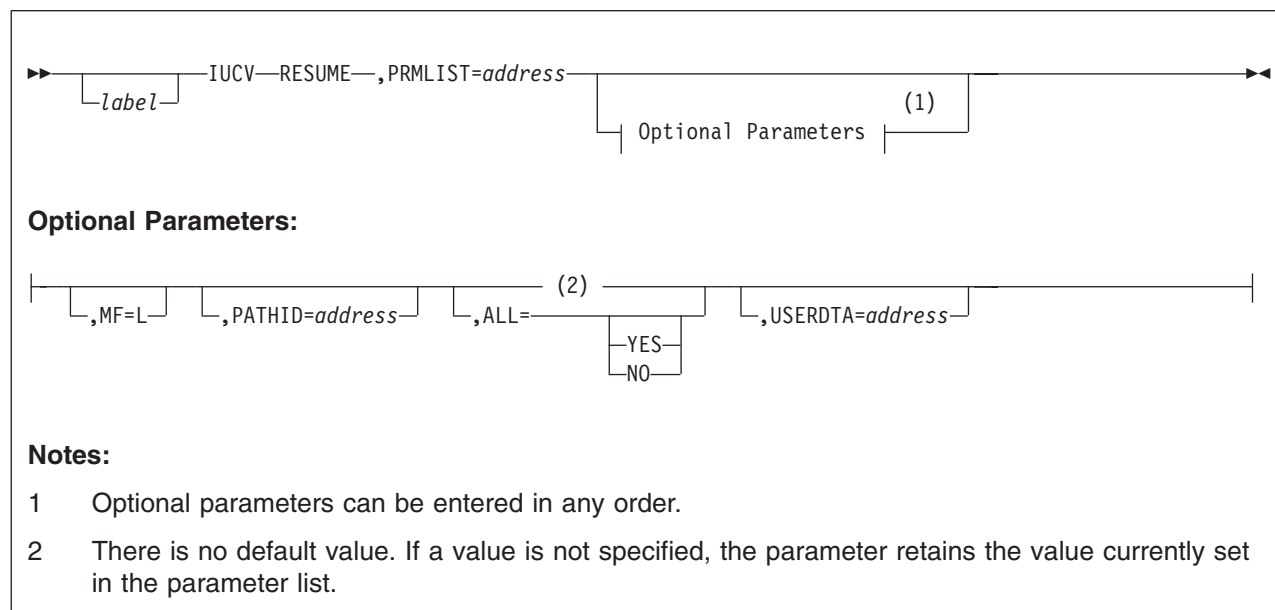 IUCV RESUME ,PRMLIST=address
label
(1)
Optional Parameters
Optional Parameters:
(2)
,MF=L ,PATHID=address ,ALL= ,USERDTA=address
YES
NO
Notes:
1 Optional parameters can be entered in any order.
2 There is no default value. If a value is not specified, the parameter retains the value currently set
in the parameter list.